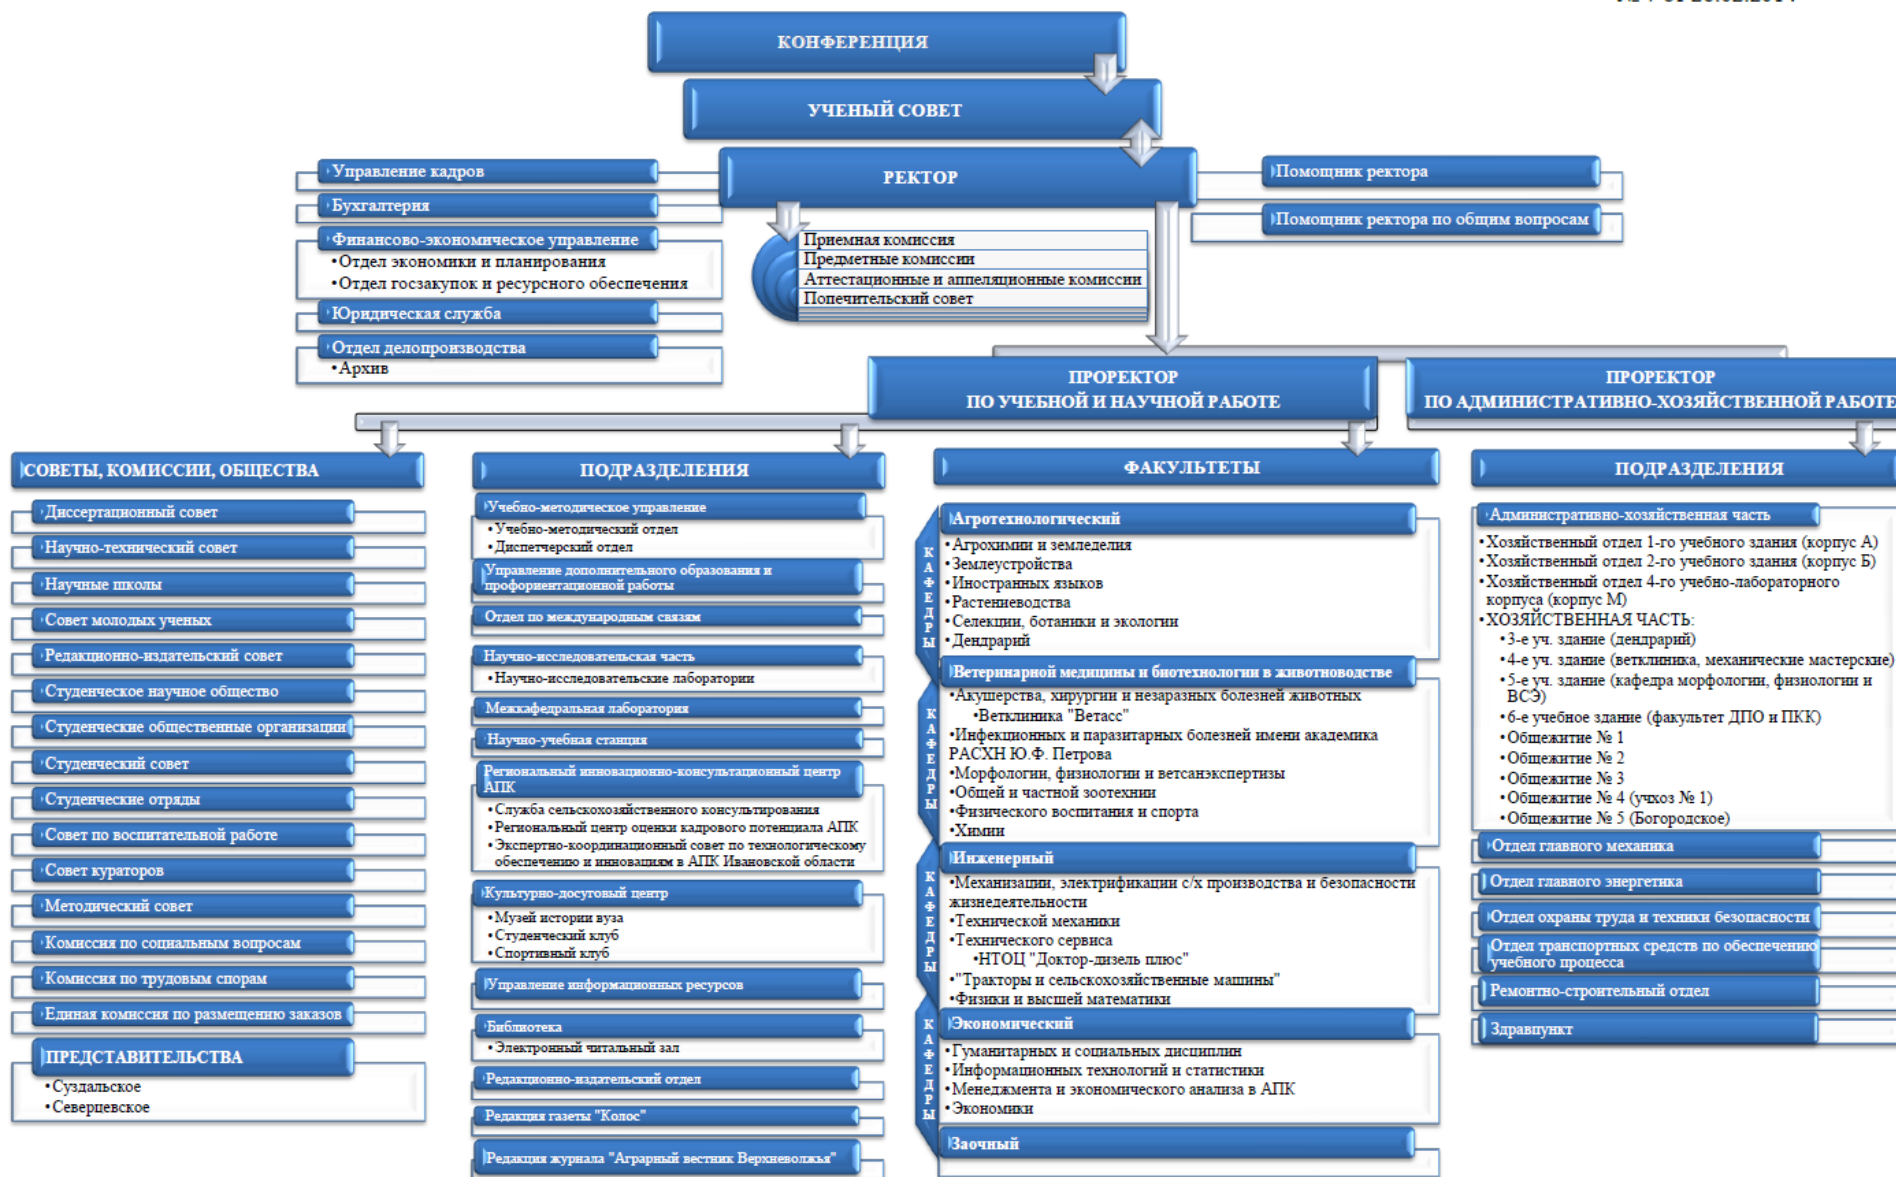 КОНФЕРЕНЦИЯ
УЧЕНЫЙ СОВЕТ
РЕКТОР
Управление кадров
Бухгалтерия
Финансово-экономическое управление
•Отдел экономики и планирования
•Отдел госзакупок и ресурсного обеспечения
Юридическая служба
Отдел делопроизводства
•Архив
Приемная комиссия
Предметные комиссии
Аттестационные и аппеляционные комиссии
Попечительский совет
Помощник ректора
Помощник ректора по общим вопросам
ПРОРЕКТОР
ПО УЧЕБНОЙ И НАУЧНОЙ РАБОТЕ
ПРОРЕКТОР
ПО АДМИНИСТРАТИВНО-ХОЗЯЙСТВЕННОЙ РАБОТЕ
СОВЕТЫ, КОМИССИИ, ОБЩЕСТВА
Диссертационный совет
Научно-технический совет
Научные школы
Совет молодых ученых
Редакционно-издательский совет
Студенческое научное общество
Студенческие общественные организации
Студенческий совет
Студенческие отряды
Совет по воспитательной работе
Совет кураторов
Методический совет
Комиссия по социальным вопросам
Комиссия по трудовым спорам
Единая комиссия по размещению заказов
ПРЕДСТАВИТЕЛЬСТВА
•Суздальское
•Северцевское
ПОДРАЗДЕЛЕНИЯ
Учебно-методическое управление
•Учебно-методический отдел
•Диспетчерский отдел
Управление дополнительного образования и
профориентационной работы
Отдел по международным связям
Научно-исследовательская часть
•Научно-исследовательские лаборатории
Межкафедральная лаборатория
Научно-учебная станция
Региональный инновационно-консультационный центр
АПК
•Служба сельскохозяйственного консультирования
•Региональный центр оценки кадрового потенциала АПК
•Экспертно-координационный совет по технологическому
обеспечению и инновациям в АПК Ивановской области
Культурно-досуговый центр
•Музей истории вуза
•Студенческий клуб
•Спортивный клуб
Управление информационных ресурсов
Библиотека
•Электронный читальный зал
Редакционно-издательский отдел
Редакция газеты "Колос"
Редакция журнала "Аграрный вестник Верхневолжья"
ФАКУЛЬТЕТЫ
КАФЕДРЫ
Агротехнологический
•Агрохимии и земледелия
•Землеустройства
•Иностранных языков
•Растениеводства
•Селекции, ботаники и экологии
•Дендрарий
КАФЕДРЫ
Ветеринарной медицины и биотехнологии в животноводстве
•Акушерства, хирургии и незаразных болезней животных
•Ветклиника "Ветасс"
•Инфекционных и паразитарных болезней имени академика
РАСХН Ю.Ф. Петрова
•Морфологии, физиологии и ветсанэкспертизы
•Общей и частной зоотехнии
•Физического воспитания и спорта
•Химии
КАФЕДРЫ
Инженерный
•Механизации, электрификации с/х производства и безопасности
жизнедеятельности
•Технической механики
•Технического сервиса
•НТОЦ "Доктор-дизель плюс"
•"Тракторы и сельскохозяйственные машины"
•Физики и высшей математики
КАФЕДРЫ
Экономический
•Гуманитарных и социальных дисциплин
•Информационных технологий и статистики
•Менеджмента и экономического анализа в АПК
•Экономики
Заочный
ПОДРАЗДЕЛЕНИЯ
Административно-хозяйственная часть
•Хозяйственный отдел 1-го учебного здания (корпус А)
•Хозяйственный отдел 2-го учебного здания (корпус Б)
•Хозяйственный отдел 4-го учебно-лабораторного
корпуса (корпус М)
•ХОЗЯЙСТВЕННАЯ ЧАСТЬ:
•3-е уч. здание (дендрарий)
•4-е уч. здание (ветклиника, механические мастерские)
•5-е уч. здание (кафедра морфологии, физиологии и
ВСЭ)
•6-е учебное здание (факультет ДПО и ПКК)
•Общежитие № 1
•Общежитие № 2
•Общежитие № 3
•Общежитие № 4 (учхоз № 1)
•Общежитие № 5 (Богородское)
Отдел главного механика
Отдел главного энергетика
Отдел охраны труда и техники безопасности
Отдел транспортных средств по обеспечению
учебного процесса
Ремонтно-строительный отдел
Здравпункт